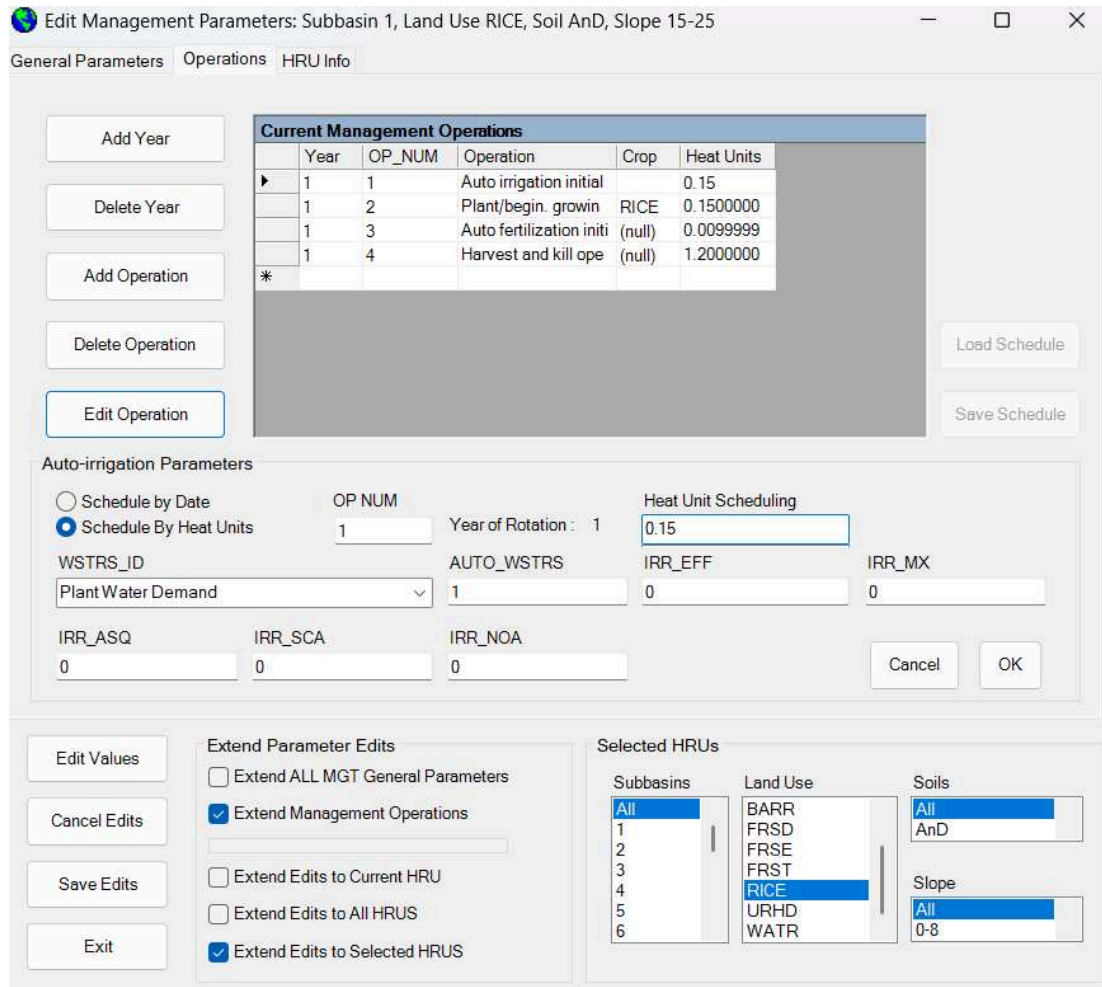 Edit Management Parameters: Subbasin 1, Land Use RICE, Soil AnD, Slope 15-25
General Parameters Operations HRU Info
Add Year
Delete Year
Add Operation
Delete Operation
Edit Operation
Current Management Operations
Year OP_NUM Operation Crop Heat Units
1 1 Auto irrigation initial 0.15
1 2 Plant/begin. growin RICE 0.1500000
1 3 Auto fertilization initi (null) 0.0099999
1 4 Harvest and kill ope (null) 1.2000000
*
Load Schedule
Save Schedule
Auto-irrigation Parameters
Schedule by Date
Schedule By Heat Units
OP NUM
1
Year of Rotation : 1
Heat Unit Scheduling
0.15
WSTRS_ID AUTO_WSTRS IRR_EFF IRR_MX
Plant Water Demand 1 0 0
IRR_ASQ IRR_SCA IRR_NOA
0 0 0
Cancel OK
Edit Values
Cancel Edits
Save Edits
Exit
Extend Parameter Edits
Extend ALL MGT General Parameters
Extend Management Operations
Extend Edits to Current HRU
Extend Edits to All HRUS
Extend Edits to Selected HRUS
Selected HRUs
Subbasins
All
1
2
3
4
5
6
Land Use
BARR
FRSD
FRSE
FRST
RICE
URHD
WATR
Soils
All
AnD
Slope
All
0-8